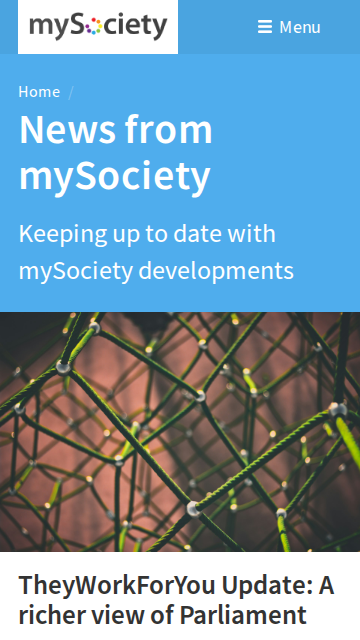 mySociety
Menu
Home /
News from
mySociety
Keeping up to date with
mySociety developments
TheyWorkForYou Update: A
richer view of Parliament